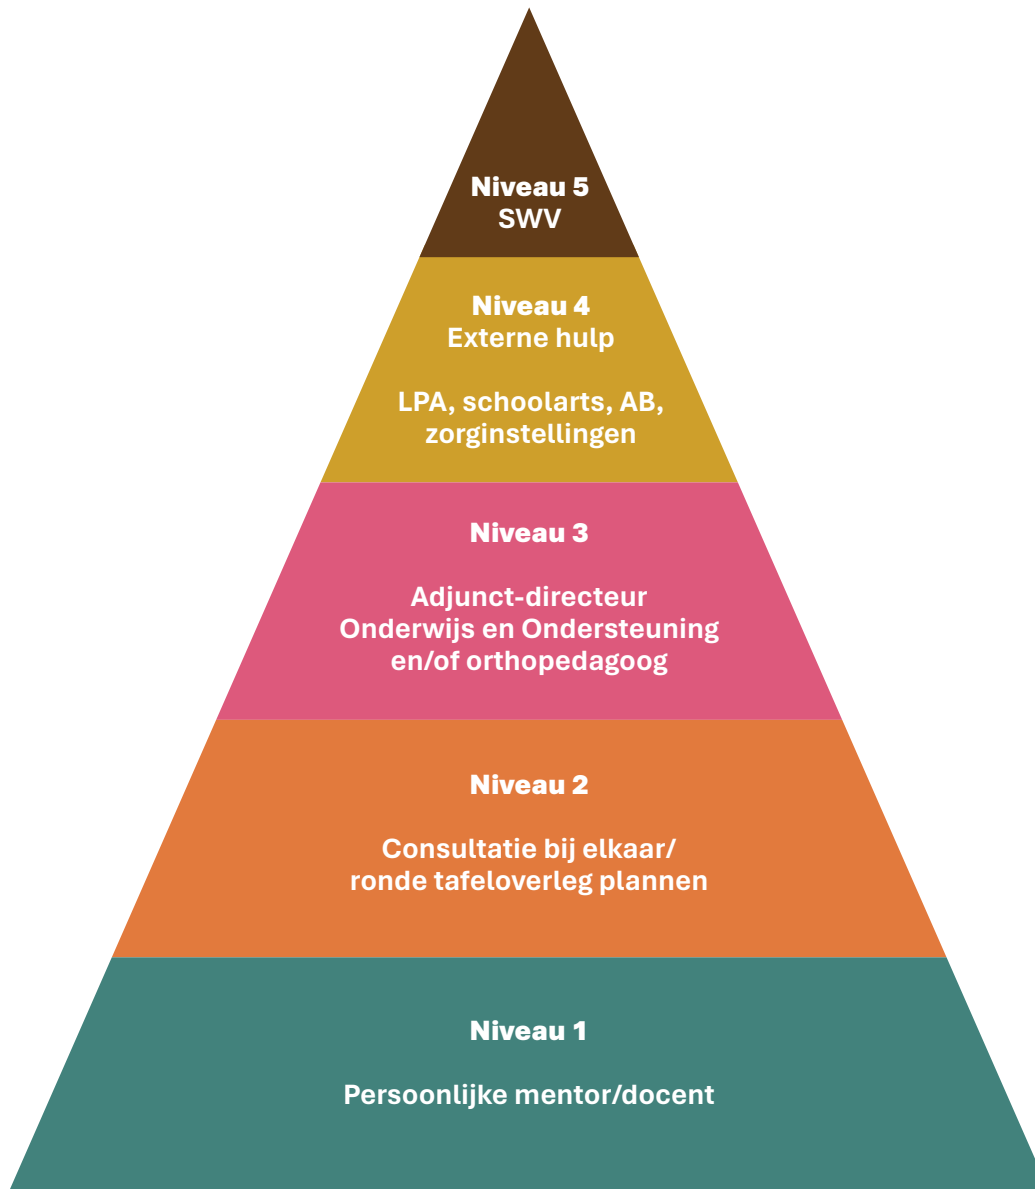 Niveau 5
SWV
Niveau 4
Externe hulp
LPA, schoolarts, AB,
zorginstellingen
Niveau 3
Adjunct-directeur
Onderwijs en Ondersteuning
en/of orthopedagoog
Niveau 2
Consultatie bij elkaar/
ronde tafeloverleg plannen
Niveau 1
Persoonlijke mentor/docent